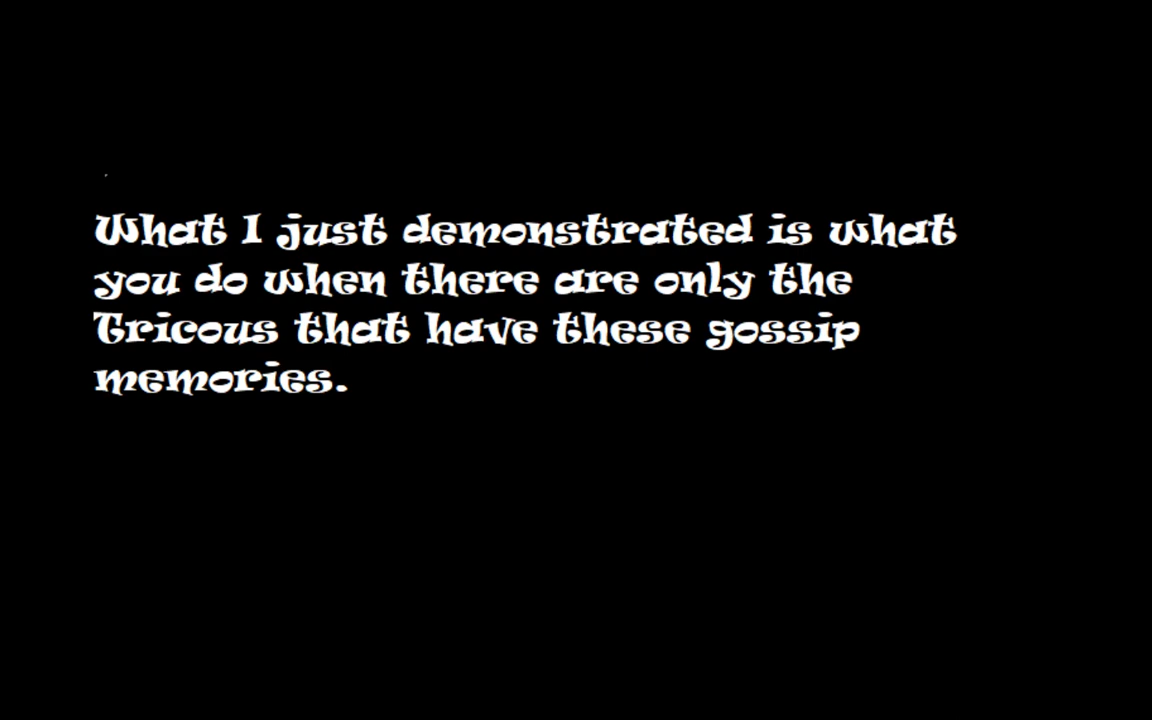 What I just demonstrated is what
you do when there are only the
Tricous that have these gossip
memories.